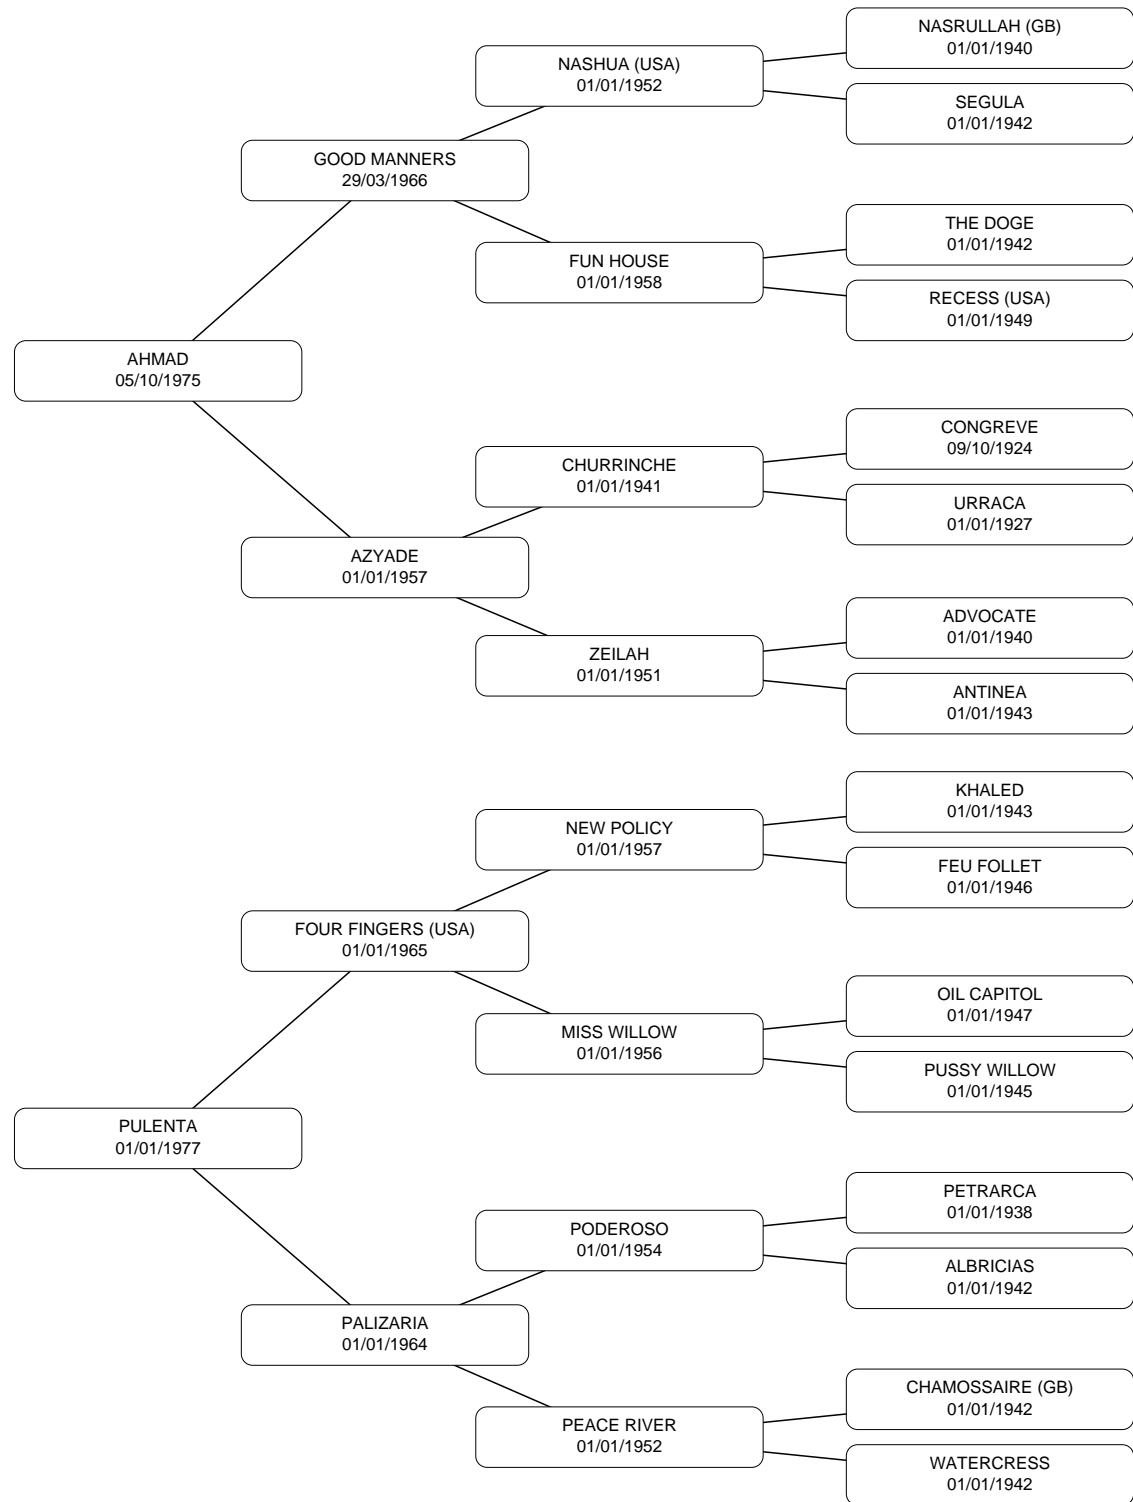 NASRULLAH (GB)
01/01/1940
NASHUA (USA)
01/01/1952
SEGULA
01/01/1942
GOOD MANNERS
29/03/1966
THE DOGE
01/01/1942
FUN HOUSE
01/01/1958
RECESS (USA)
01/01/1949
AHMAD
05/10/1975
CONGREVE
09/10/1924
CHURRINCHE
01/01/1941
URRACA
01/01/1927
AZYADE
01/01/1957
ADVOCATE
01/01/1940
ZEILAH
01/01/1951
ANTINEA
01/01/1943
KHALED
01/01/1943
NEW POLICY
01/01/1957
FEU FOLLET
01/01/1946
FOUR FINGERS (USA)
01/01/1965
OIL CAPITOL
01/01/1947
MISS WILLOW
01/01/1956
PUSSY WILLOW
01/01/1945
PULENTA
01/01/1977
PETRARCA
01/01/1938
PODEROSO
01/01/1954
ALBRICIAS
01/01/1942
PALIZARIA
01/01/1964
CHAMOSSAIRE (GB)
01/01/1942
PEACE RIVER
01/01/1952
WATERCRESS
01/01/1942